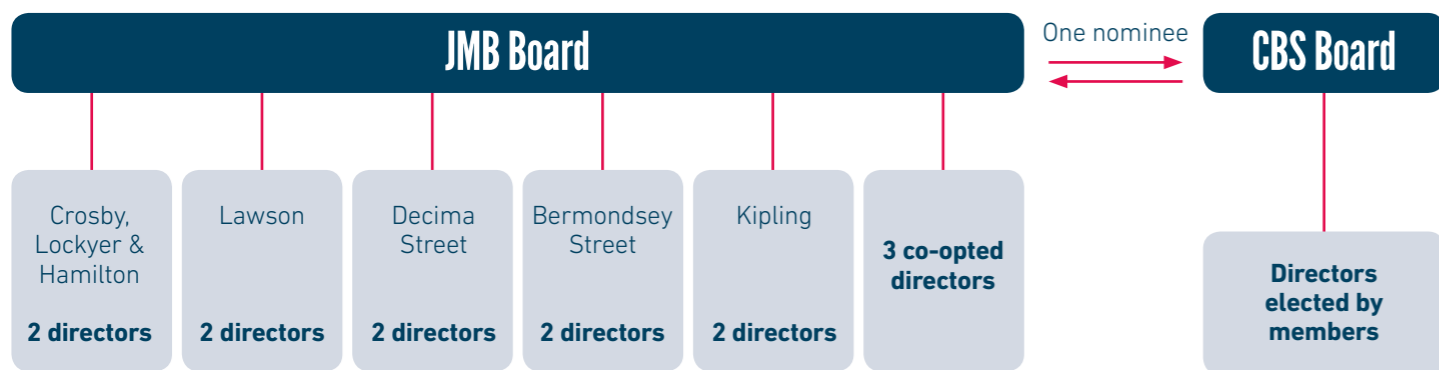 JMB Board
One nominee
CBS Board
Crosby,
Lockyer &
Hamilton
2 directors
Lawson
2 directors
Decima
Street
2 directors
Bermondsey
Street
2 directors
Kipling
2 directors
3 co-opted
directors
Directors
elected by
members